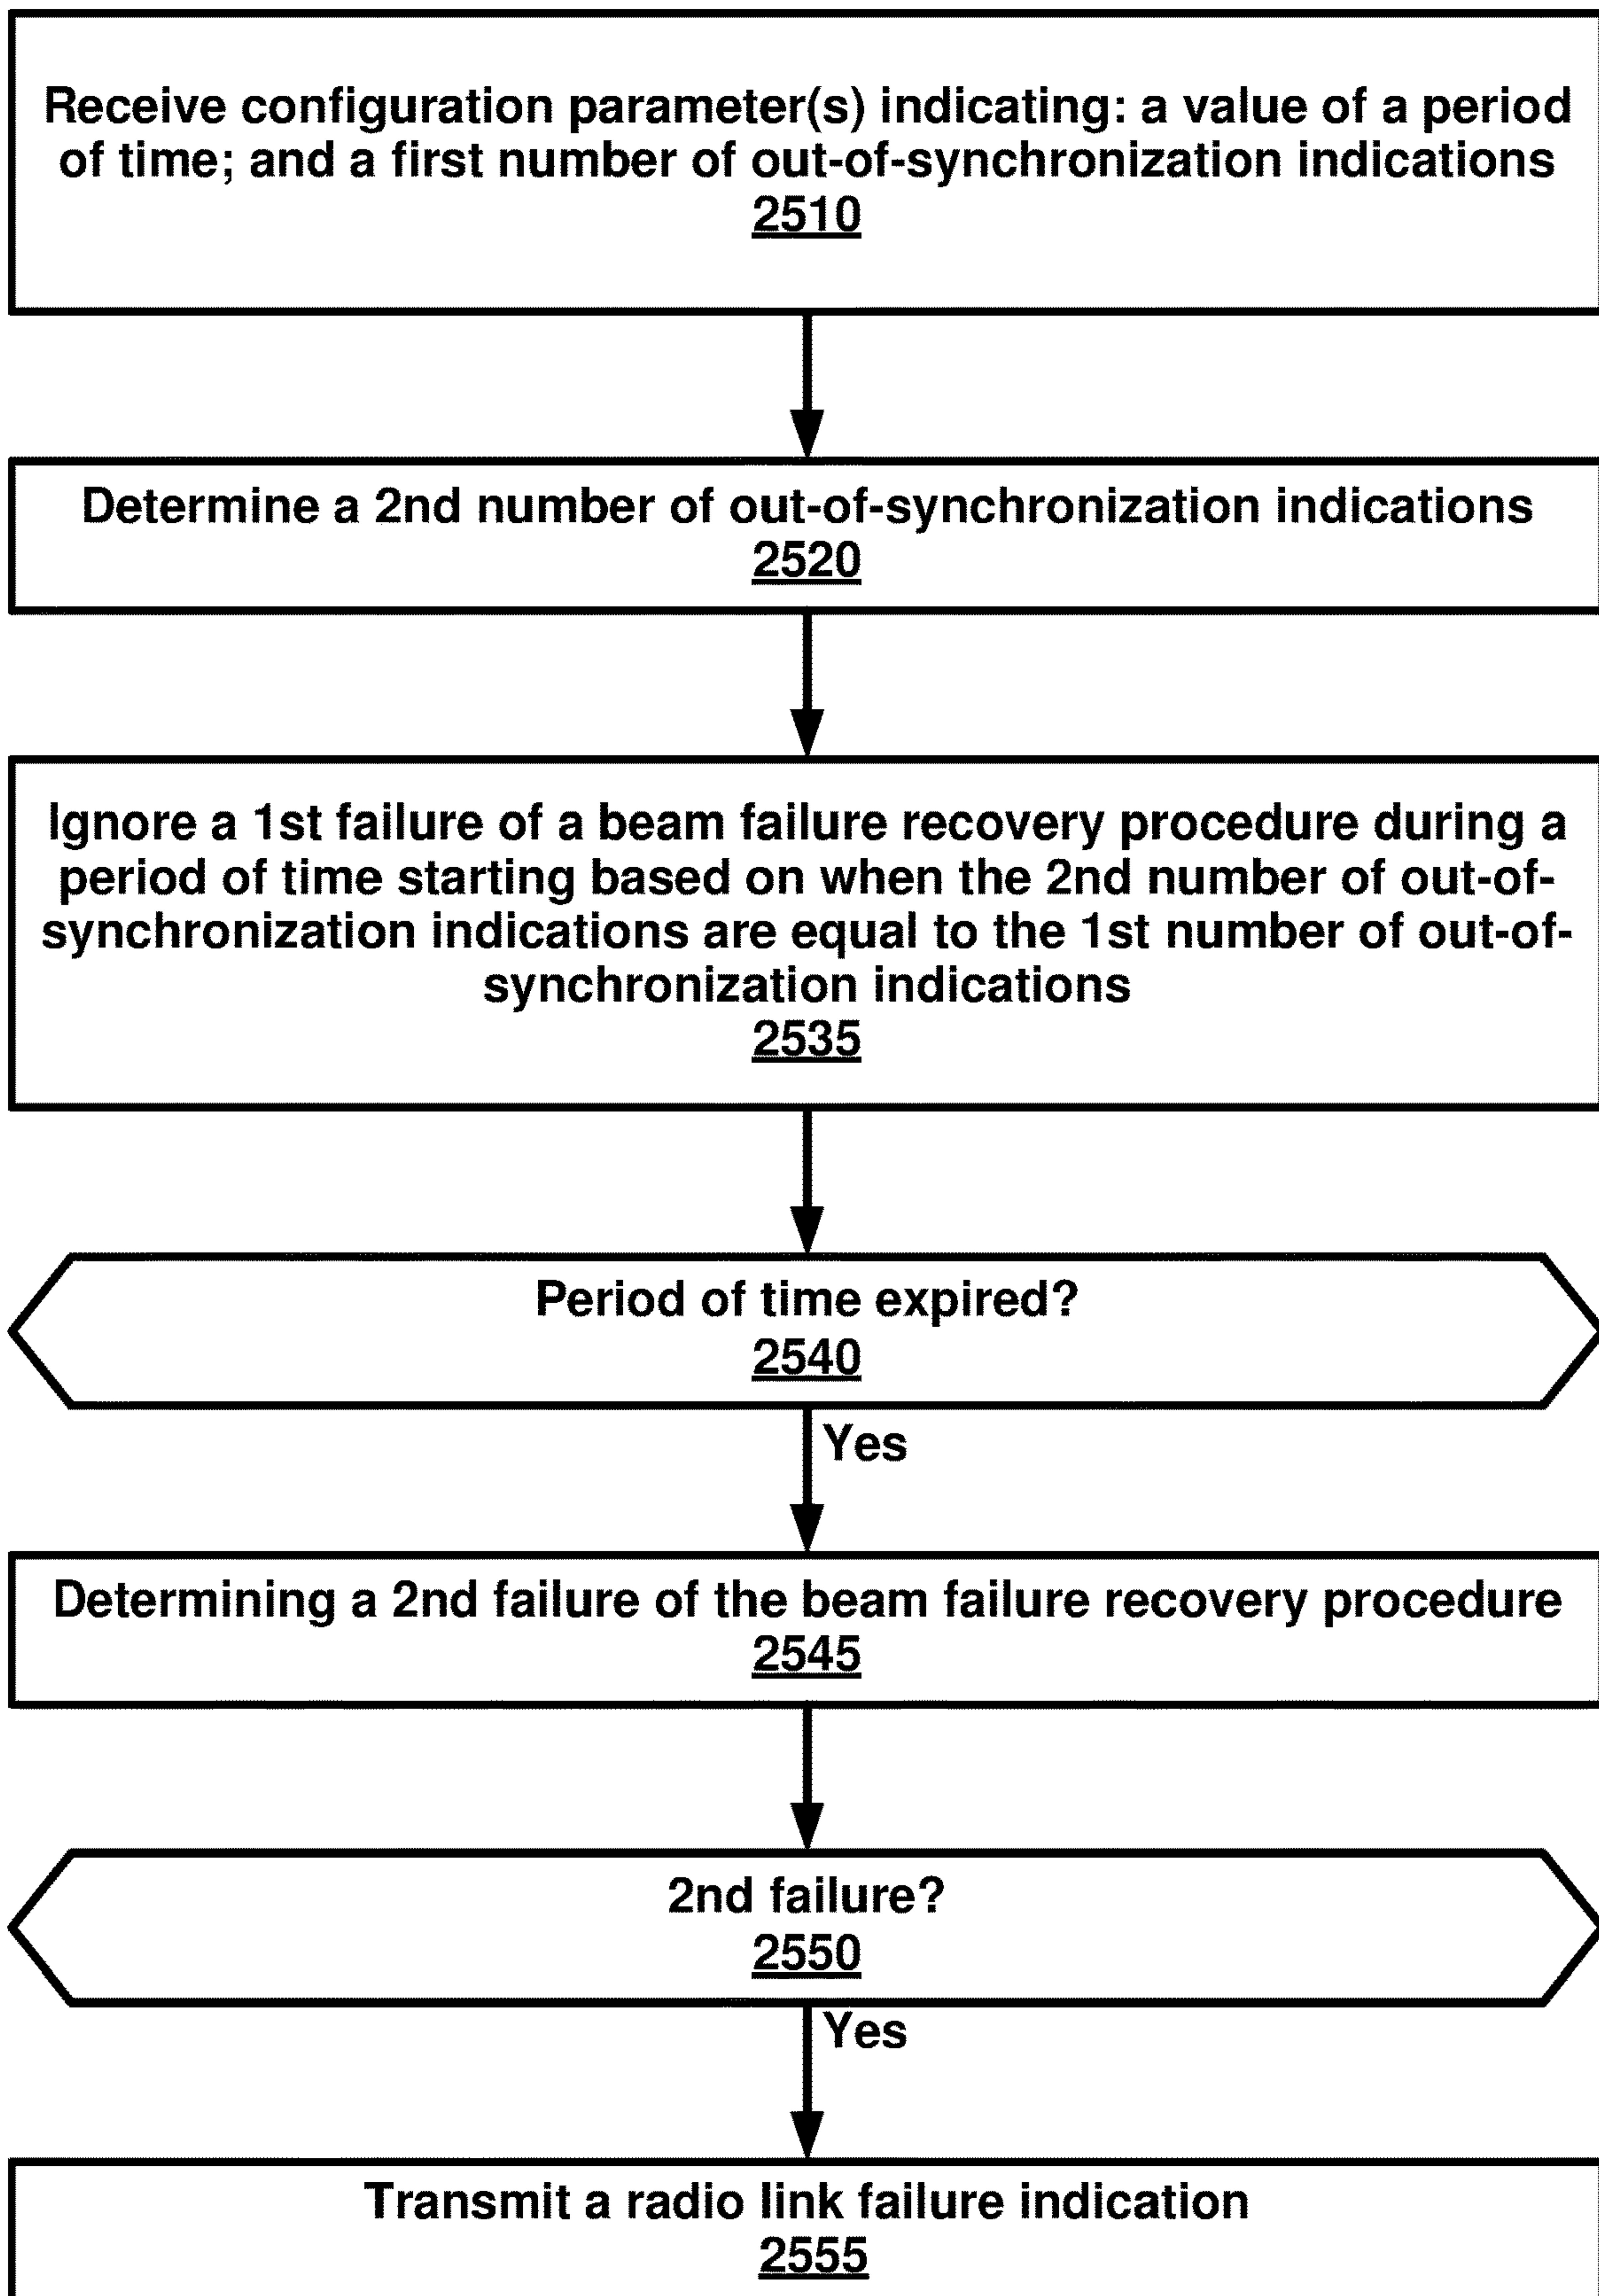 Receive configuration parameter(s) indicating: a value of a period
of time; and a first number of out-of-synchronization indications
2510
Determine a 2nd number of out-of-synchronization indications
2520
Ignore a 1st failure of a beam failure recovery procedure during a
period of time starting based on when the 2nd number of out-of-
synchronization indications are equal to the 1st number of out-of-
synchronization indications
2535
Period of time expired?
2540
Yes
Determining a 2nd failure of the beam failure recovery procedure
2545
2nd failure?
2550
Yes
Transmit a radio link failure indication
2555